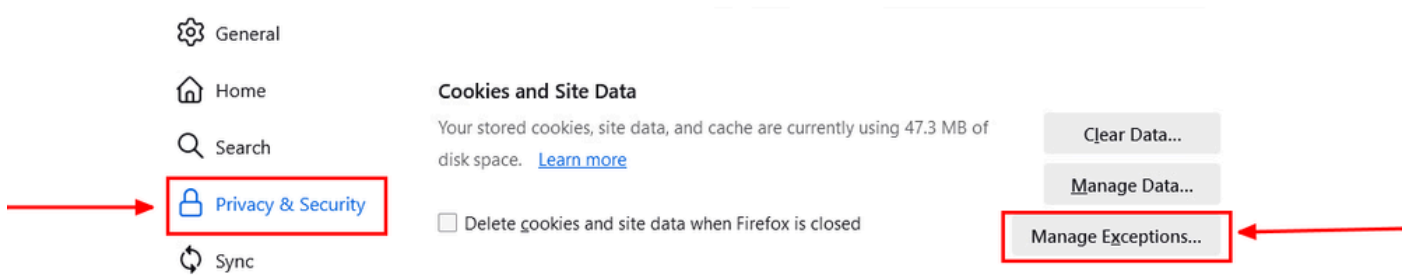 General
Home
Search
Privacy & Security
Sync
Cookies and Site Data
Your stored cookies, site data, and cache are currently using 47.3 MB of
disk space. Learn more
Clear Data...
Manage Data...
Delete cookies and site data when Firefox is closed
Manage Exceptions...